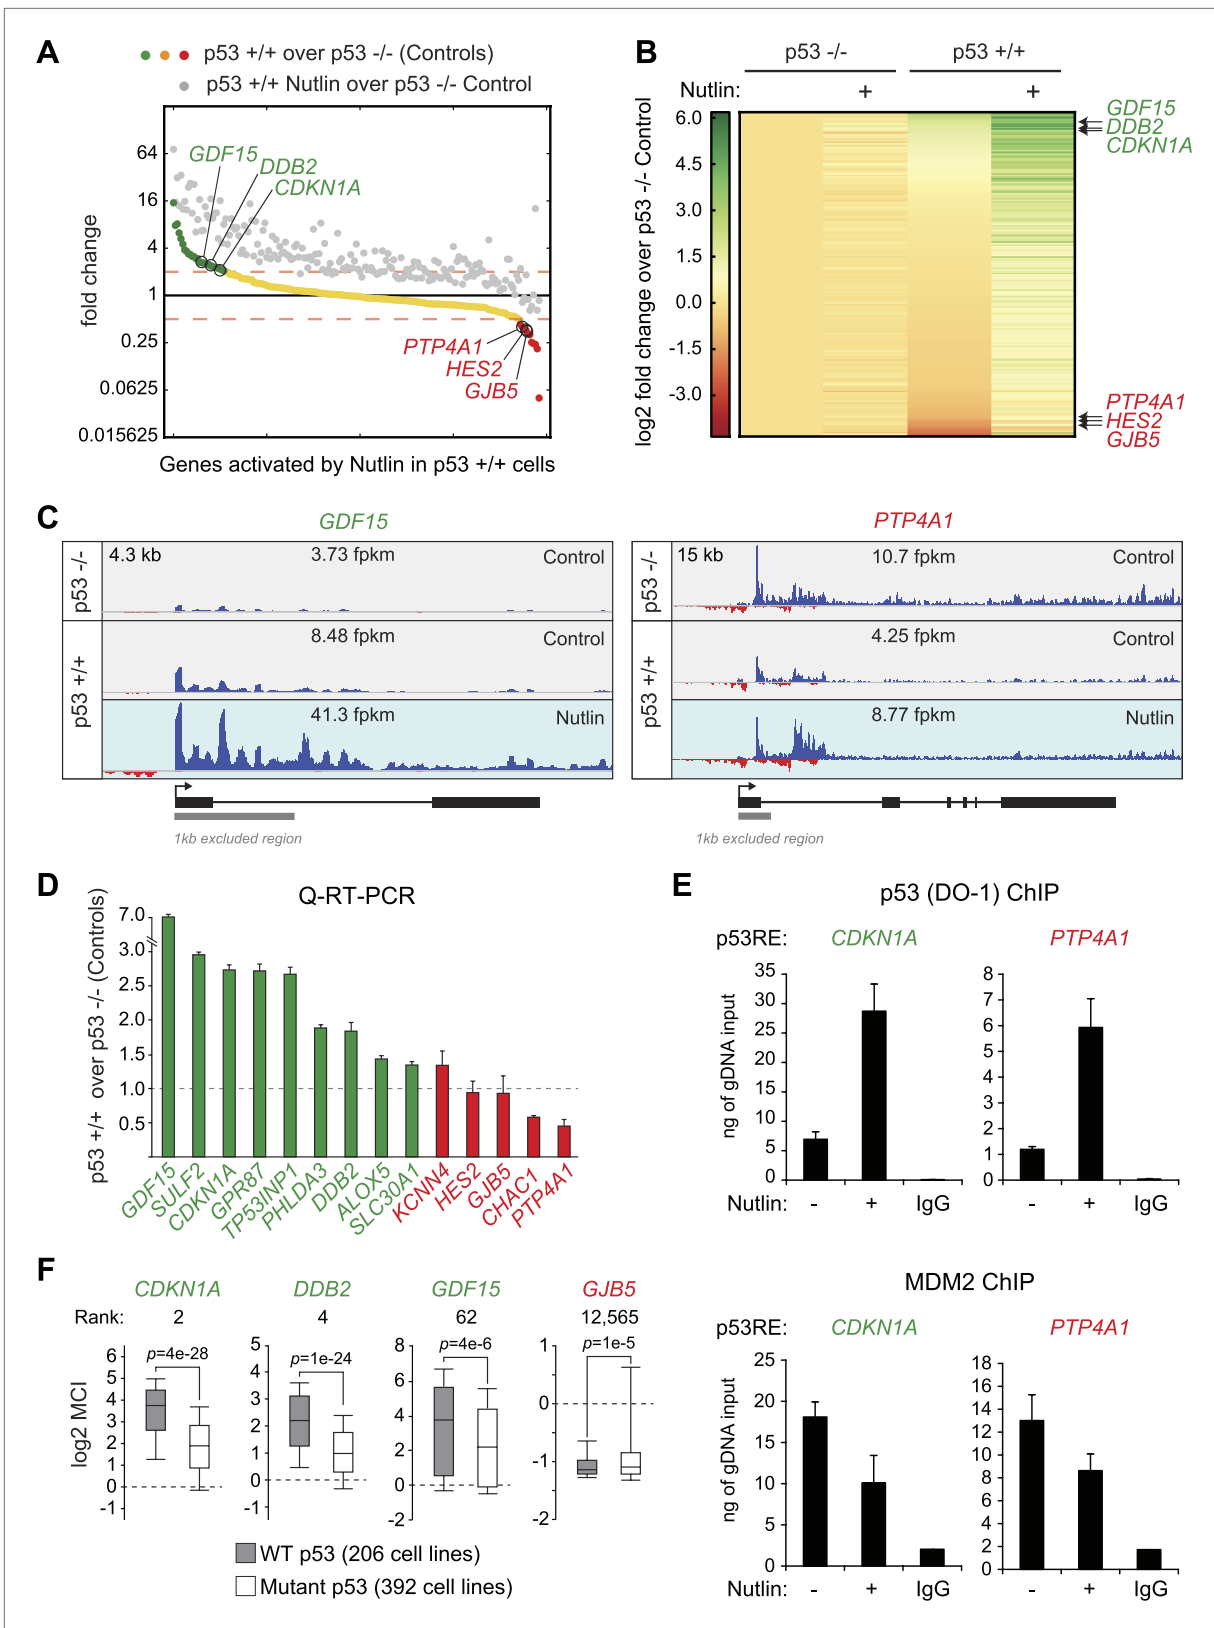 A
p53 +/+ over p53 -/- (Controls)
p53 +/+ Nutlin over p53 -/- Control
fold change
64
16
4
1
0.25
0.0625
0.015625
GDF15
DDB2
CDKN1A
PTP4A1
HES2
GJB5
Genes activated by Nutlin in p53 +/+ cells
B
p53 -/- p53 +/+
Nutlin: + +
log2 fold change over p53 -/- Control
6.0
4.5
3.0
1.5
0.0
-1.5
-3.0
GDF15
DDB2
CDKN1A
PTP4A1
HES2
GJB5
C
GDF15
p53 -/-
4.3 kb 3.73 fpkm Control
p53 +/+
8.48 fpkm Control
41.3 fpkm Nutlin
1kb excluded region
PTP4A1
p53 -/-
15 kb 10.7 fpkm Control
p53 +/+
4.25 fpkm Control
8.77 fpkm Nutlin
1kb excluded region
D
Q-RT-PCR
p53 +/+ over p53 -/- (Controls)
7.0
3.0
2.5
2.0
1.5
1.0
0.5
GDF15
SULF2
CDKN1A
GPR87
TP53INP1
PHLDA3
DDB2
ALOX5
SLC30A1
KCNN4
HES2
GJB5
CHAC1
PTP4A1
E
p53 (DO-1) ChIP
p53RE: CDKN1A PTP4A1
ng of gDNA input
35
30
25
20
15
10
5
0
8
7
6
5
4
3
2
1
0
Nutlin: - + IgG - + IgG
MDM2 ChIP
p53RE: CDKN1A PTP4A1
ng of gDNA input
25
20
15
10
5
0
18
16
14
12
10
8
6
4
2
0
Nutlin: - + IgG - + IgG
F
CDKN1A DDB2 GDF15 GJB5
Rank: 2 4 62 12,565
log2 MCI
6
5
4
3
2
1
0
-1
p=4e-28
5
4
3
2
1
0
-1
p=1e-24
8
6
4
2
0
-2
p=4e-6
1
0
-1
-2
p=1e-5
WT p53 (206 cell lines)
Mutant p53 (392 cell lines)